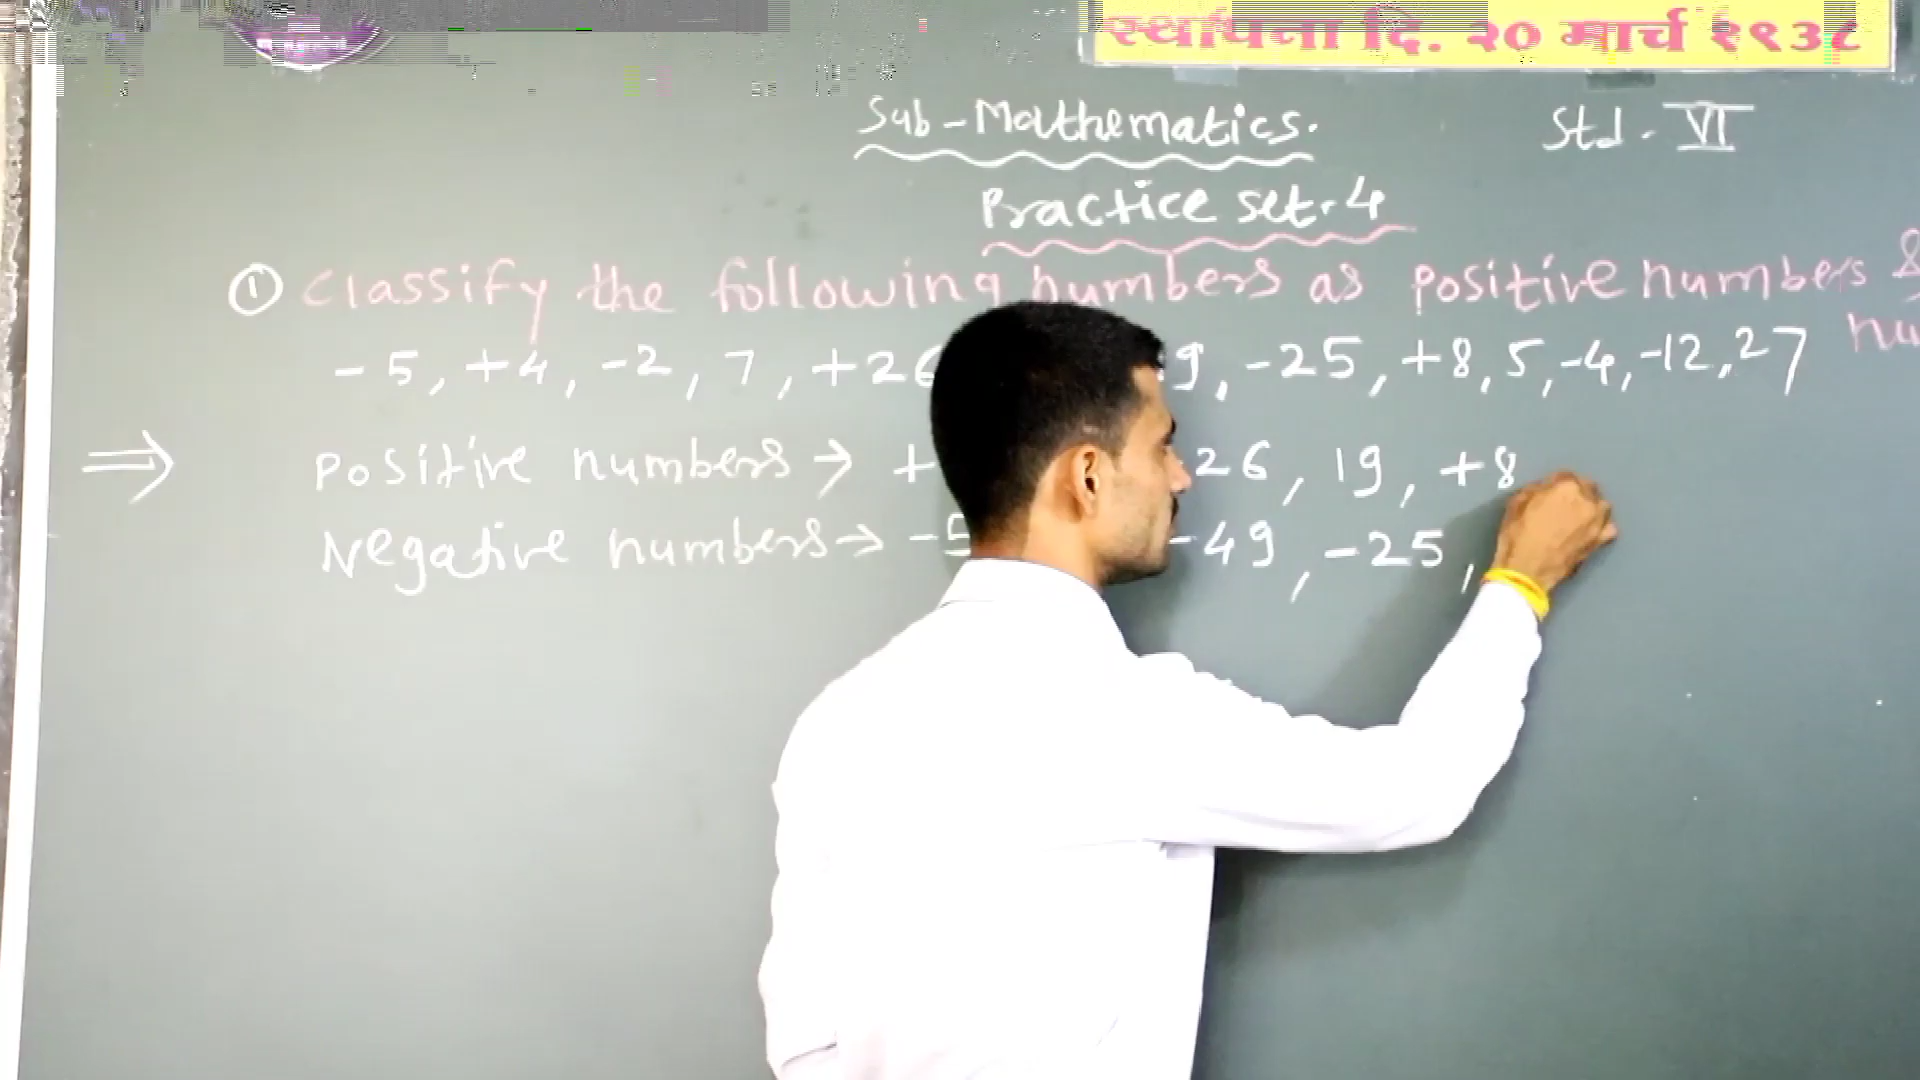 स्थापना दि. २० मार्च १९३८
Sub-Mathematics.
Std. VI
Practice set. 4
① Classify the following numbers as positive numbers &
-5, +4, -2, 7, +26 9, -25, +8, 5, -4, -12, 27
⇒ Positive numbers → + 26, 19, +8
Negative numbers → -5 -49, -25,